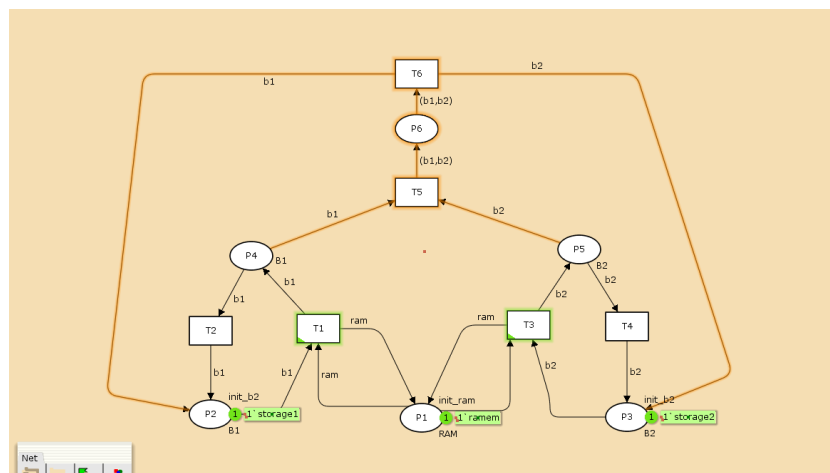 T6
b1
b2
(b1,b2)
P6
(b1,b2)
T5
b1
b2
P4
B1
P5
B2
b1
b1
b2
b2
T2
T1
ram
ram
T3
T4
b1
b1
ram
b2
b2
init_b2
P2
1
1`storage1
B1
init_ram
P1
1
1`ramem
RAM
init_b2
P3
1
1`storage2
B2
Net